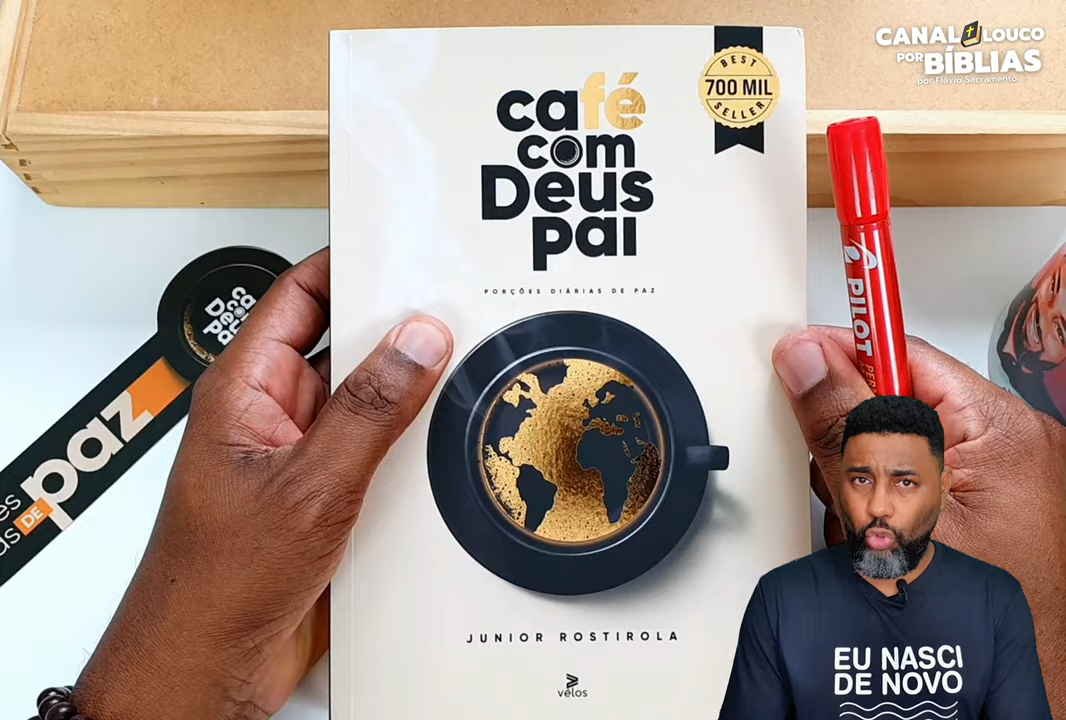 CANAL LOUCO
POR BÍBLIAS
por Flávio Sacramento
BEST
700 MIL
SELLER
café
com
Deus
pai
PORÇÕES DIÁRIAS DE PAZ
JUNIOR ROSTIROLA
vélos
DE paz
PILOT
EU NASCI
DE NOVO